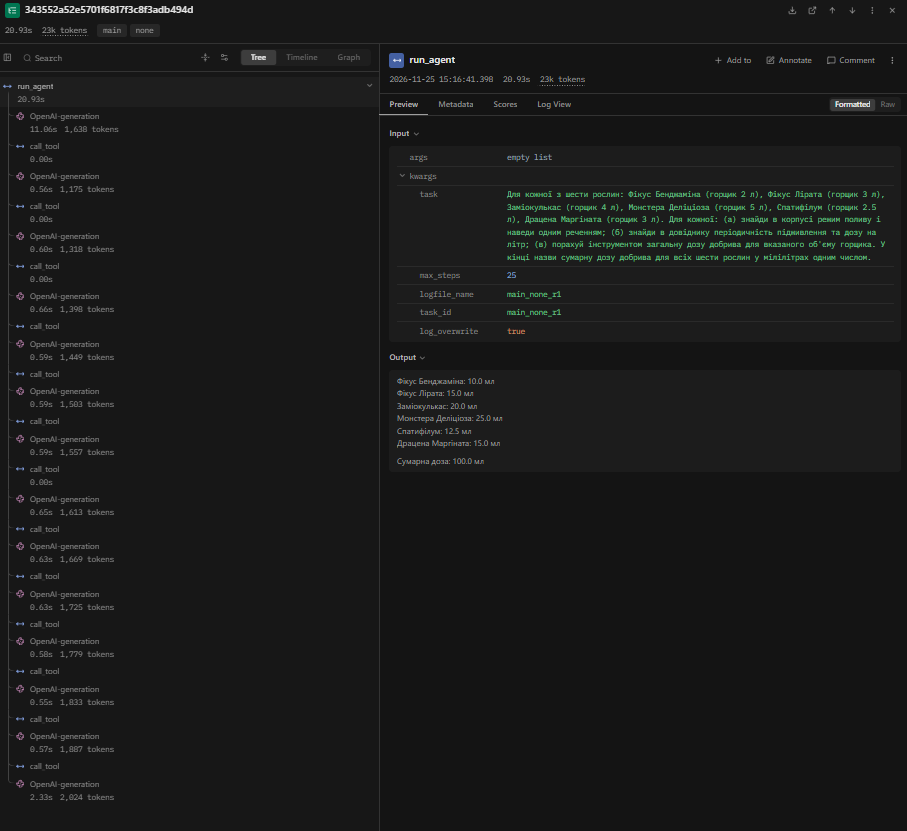 343552a52e5701f6817f3c8f3adb494d
20.93s 23k tokens main none
Search
Tree Timeline Graph
run_agent
20.93s
OpenAI-generation
11.06s 1,638 tokens
call_tool
0.00s
OpenAI-generation
0.56s 1,175 tokens
call_tool
0.00s
OpenAI-generation
0.60s 1,318 tokens
call_tool
0.00s
OpenAI-generation
0.66s 1,398 tokens
call_tool
OpenAI-generation
0.59s 1,449 tokens
call_tool
OpenAI-generation
0.59s 1,503 tokens
call_tool
OpenAI-generation
0.59s 1,557 tokens
call_tool
0.00s
OpenAI-generation
0.65s 1,613 tokens
call_tool
OpenAI-generation
0.63s 1,669 tokens
call_tool
OpenAI-generation
0.63s 1,725 tokens
call_tool
OpenAI-generation
0.58s 1,779 tokens
call_tool
OpenAI-generation
0.55s 1,833 tokens
call_tool
OpenAI-generation
0.57s 1,887 tokens
call_tool
OpenAI-generation
2.33s 2,024 tokens
run_agent
Add to Annotate Comment
2026-11-25 15:16:41.398 20.93s 23k tokens
Preview Metadata Scores Log View Formatted Raw
Input
args empty list
kwargs
task Для кожної з шести рослин: Фікус Бенджаміна (горщик 2 л), Фікус Лірата (горщик 3 л),
Заміокулькас (горщик 4 л), Монстера Деліціоза (горщик 5 л), Спатифілум (горщик 2.5
л), Драцена Маргіната (горщик 3 л). Для кожної: (а) знайди в корпусі режим поливу і
наведи одним реченням; (б) знайди в довіднику періодичність підживлення та дозу на
літр; (в) порахуй інструментом загальну дозу добрива для вказаного об'єму горщика. У
кінці назви сумарну дозу добрива для всіх шести рослин у мілілітрах одним числом.
max_steps 25
logfile_name main_none_r1
task_id main_none_r1
log_overwrite true
Output
Фікус Бенджаміна: 10.0 мл
Фікус Лірата: 15.0 мл
Заміокулькас: 20.0 мл
Монстера Деліціоза: 25.0 мл
Спатифілум: 12.5 мл
Драцена Маргіната: 15.0 мл
Сумарна доза: 100.0 мл